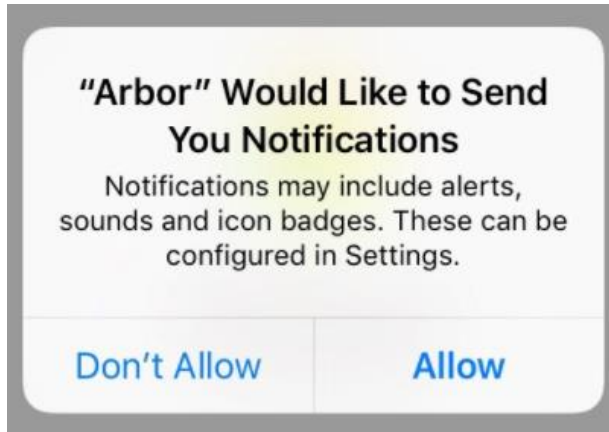 “Arbor” Would Like to Send
You Notifications
Notifications may include alerts,
sounds and icon badges. These can be
configured in Settings.
Don’t Allow
Allow